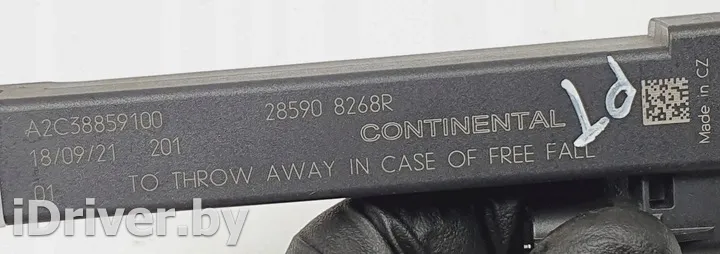 A2C38859100 28590 8268R
18/09/21 201 CONTINENTAL
01 TO THROW AWAY IN CASE OF FREE FALL
Made in CZ
iDriver.by